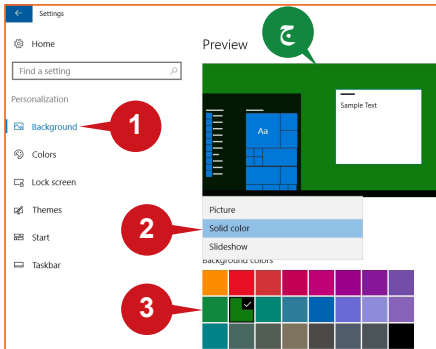 Settings
Home
Preview
ج
Find a setting
Personalization
Sample Text
Background
1
Aa
Colors
Lock screen
Picture
Themes
2
Solid color
Start
Slideshow
Background colors
Taskbar
3